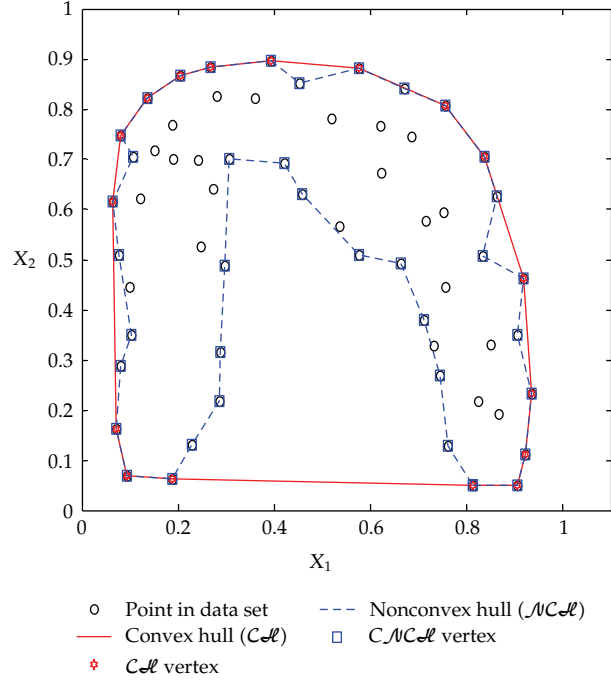 1
0.9
0.8
0.7
0.6
0.5
0.4
0.3
0.2
0.1
0
X₂
0 0.2 0.4 0.6 0.8 1
X₁
Point in data set
Nonconvex hull (𝒩𝒞ℋ)
Convex hull (𝒞ℋ)
C𝒩𝒞ℋ vertex
𝒞ℋ vertex